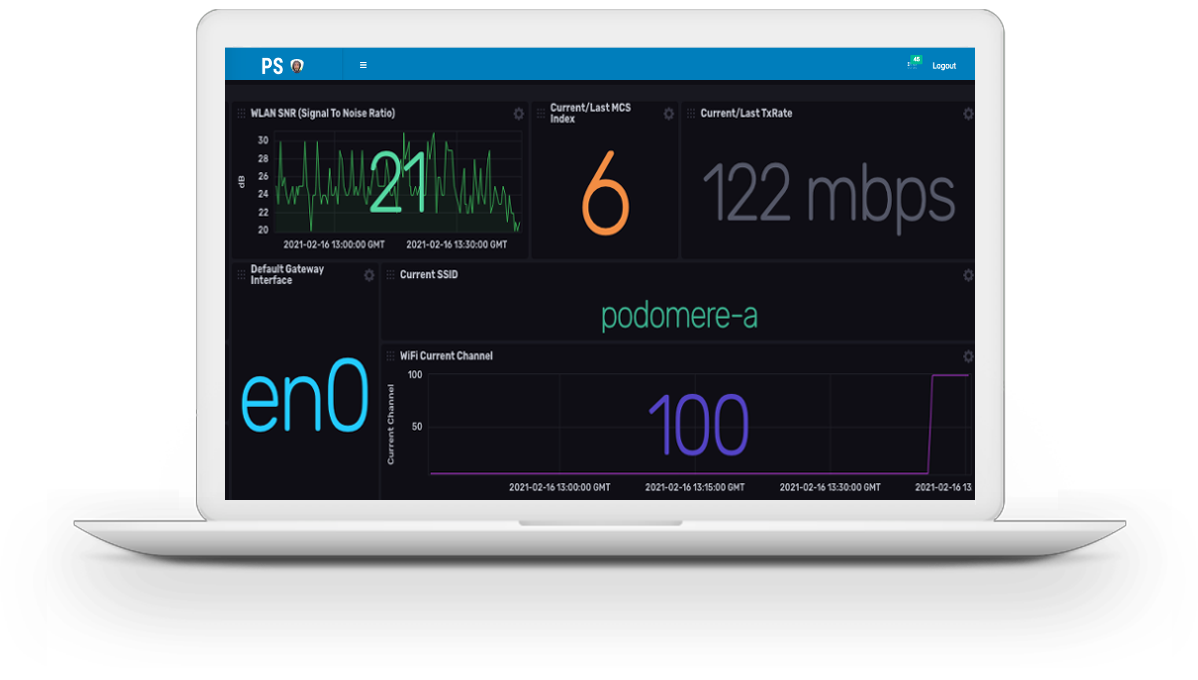 PS
48
Logout
WLAN SNR (Signal To Noise Ratio)
30
28
26
24
22
20
dB
21
2021-02-16 13:00:00 GMT
2021-02-16 13:30:00 GMT
Current/Last MCS
Index
6
Current/Last TxRate
122 mbps
Default Gateway
Interface
en0
Current SSID
podomere-a
WiFi Current Channel
100
50
Current Channel
100
2021-02-16 13:00:00 GMT
2021-02-16 13:15:00 GMT
2021-02-16 13:30:00 GMT
2021-02-16 13